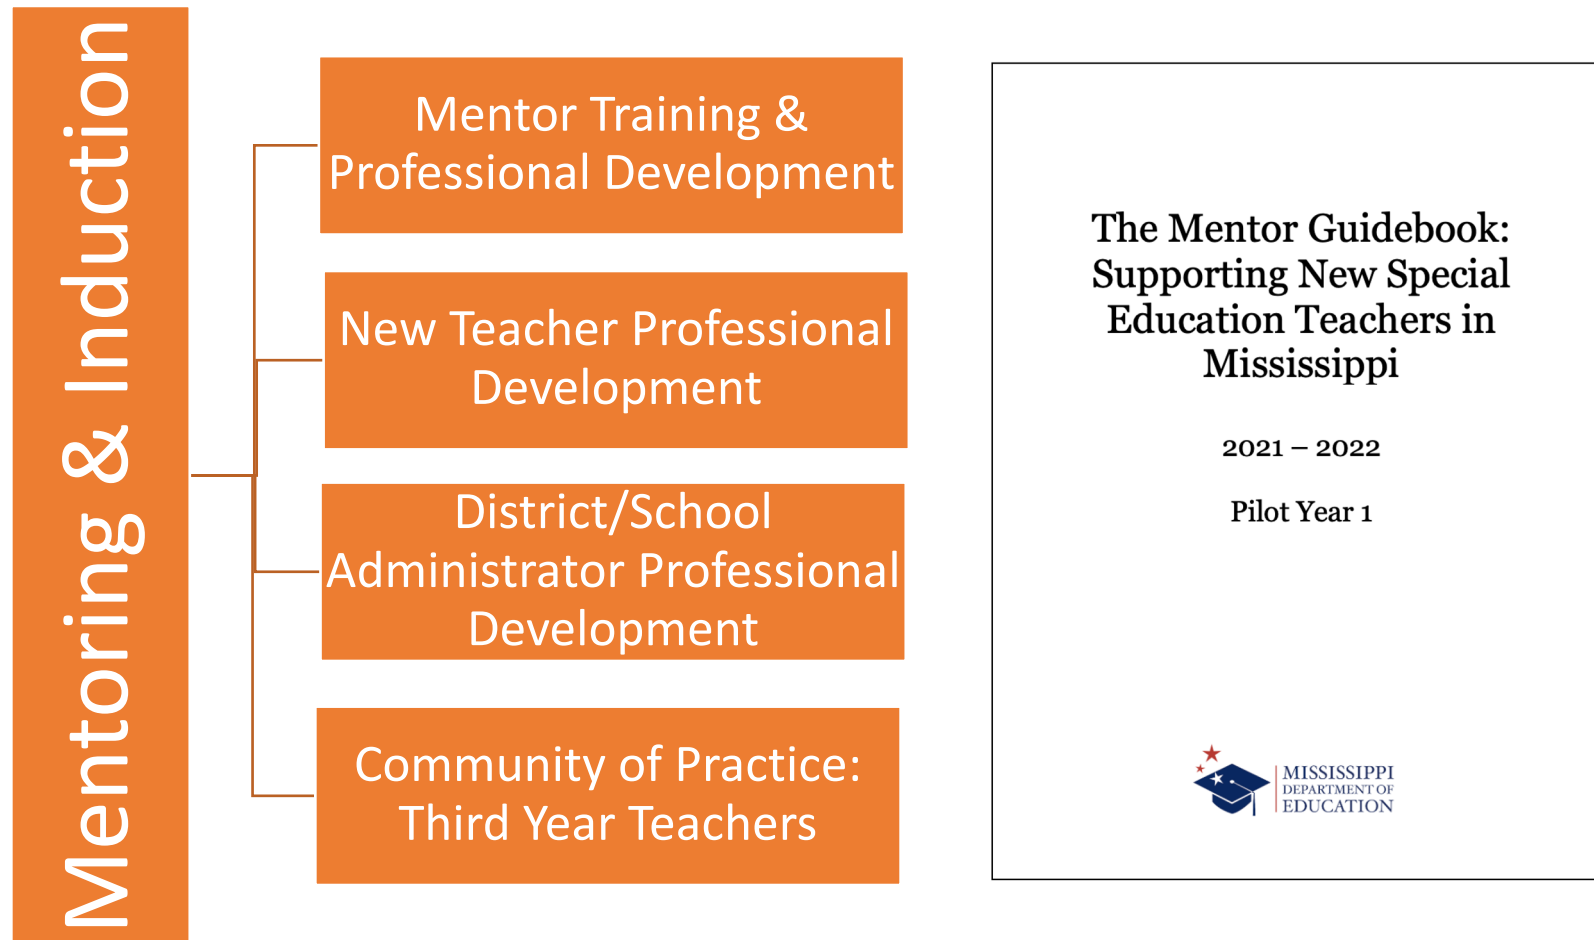 Mentoring & Induction
Mentor Training &
Professional Development
New Teacher Professional
Development
District/School
Administrator Professional
Development
Community of Practice:
Third Year Teachers
The Mentor Guidebook:
Supporting New Special
Education Teachers in
Mississippi
2021 – 2022
Pilot Year 1
MISSISSIPPI
DEPARTMENT OF
EDUCATION